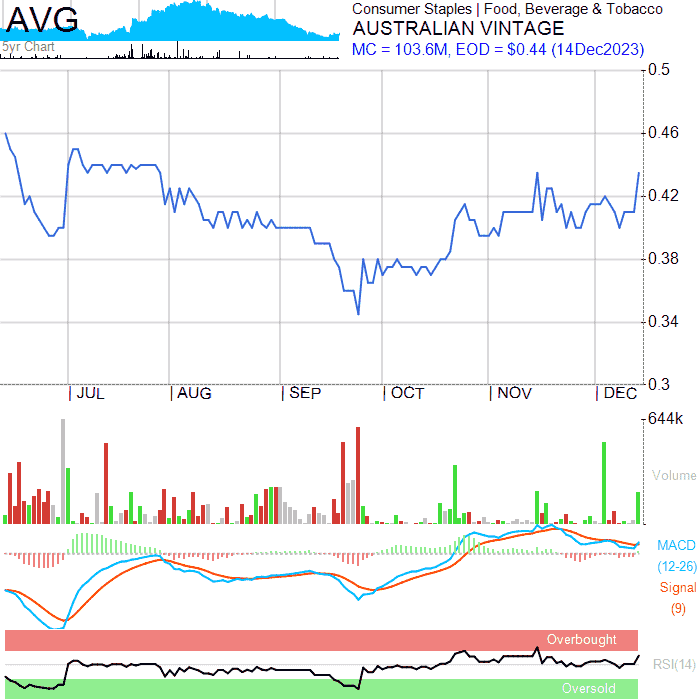 AVG
5yr Chart
Consumer Staples | Food, Beverage & Tobacco
AUSTRALIAN VINTAGE
MC = 103.6M, EOD = $0.44 (14Dec2023)
0.5
0.46
0.42
0.38
0.34
0.3
JUL AUG SEP OCT NOV DEC
644k
Volume
MACD
(12-26)
Signal
(9)
Overbought
RSI(14)
Oversold